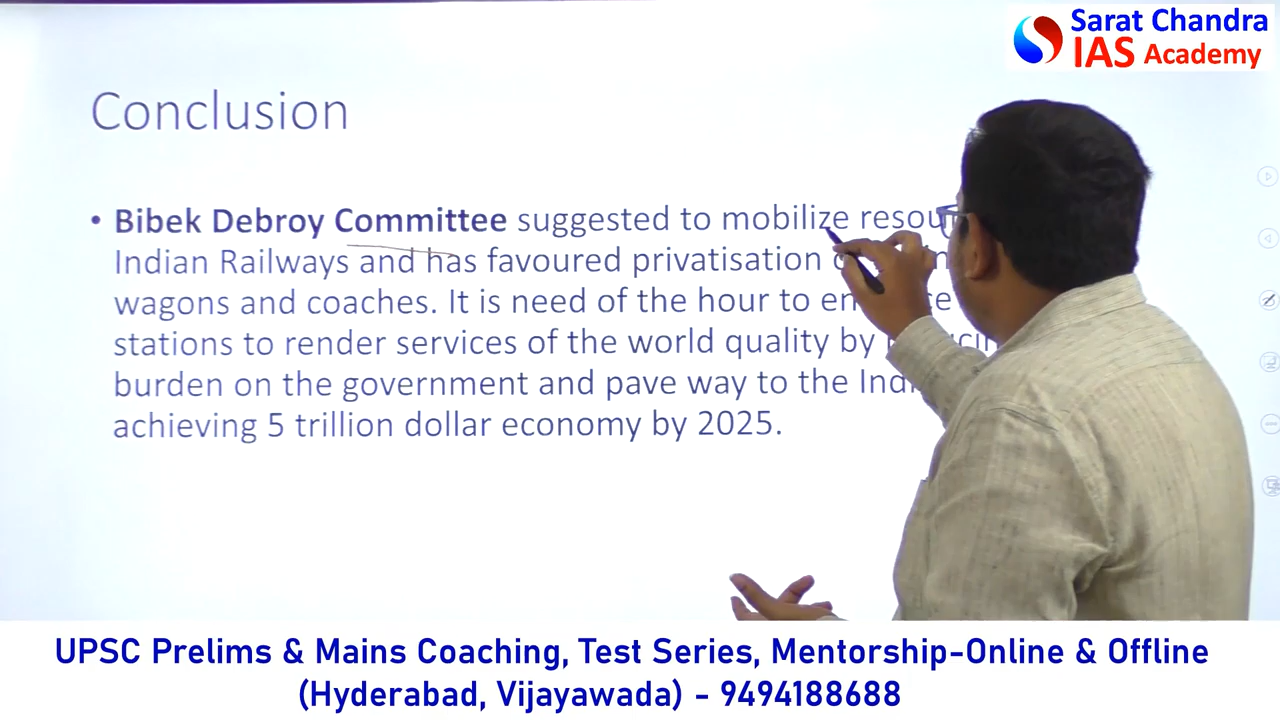 Sarat Chandra
IAS Academy
Conclusion
• Bibek Debroy Committee suggested to mobilize
Indian Railways and has favoured privatisation
wagons and coaches. It is need of the hour to
stations to render services of the world quality by
burden on the government and pave way to the
achieving 5 trillion dollar economy by 2025.
UPSC Prelims & Mains Coaching, Test Series, Mentorship-Online & Offline
(Hyderabad, Vijayawada) - 9494188688